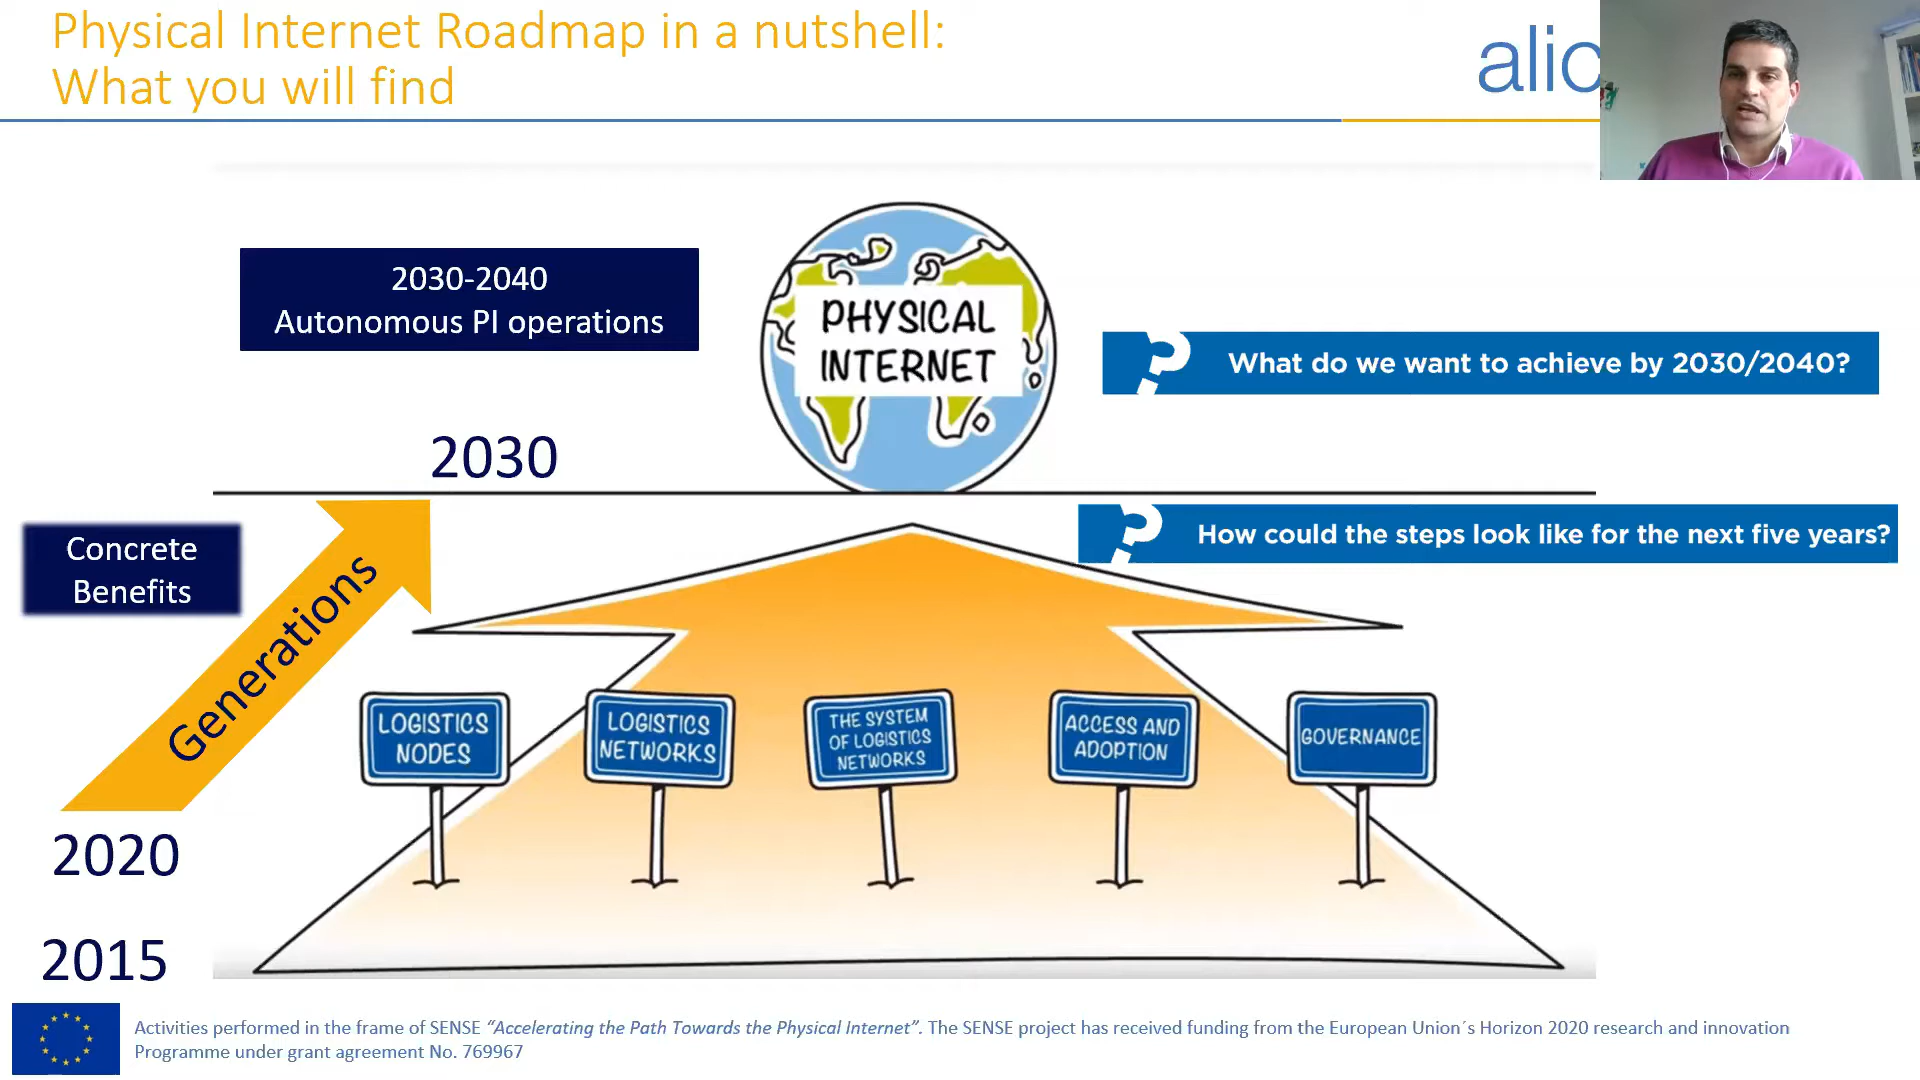 Physical Internet Roadmap in a nutshell:
What you will find
alic
2030-2040
Autonomous PI operations
PHYSICAL
INTERNET
What do we want to achieve by 2030/2040?
2030
How could the steps look like for the next five years?
Concrete
Benefits
Generations
LOGISTICS
NODES
LOGISTICS
NETWORKS
THE SYSTEM
OF LOGISTICS
NETWORKS
ACCESS AND
ADOPTION
GOVERNANCE
2020
2015
Activities performed in the frame of SENSE “Accelerating the Path Towards the Physical Internet”. The SENSE project has received funding from the European Union´s Horizon 2020 research and innovation
Programme under grant agreement No. 769967